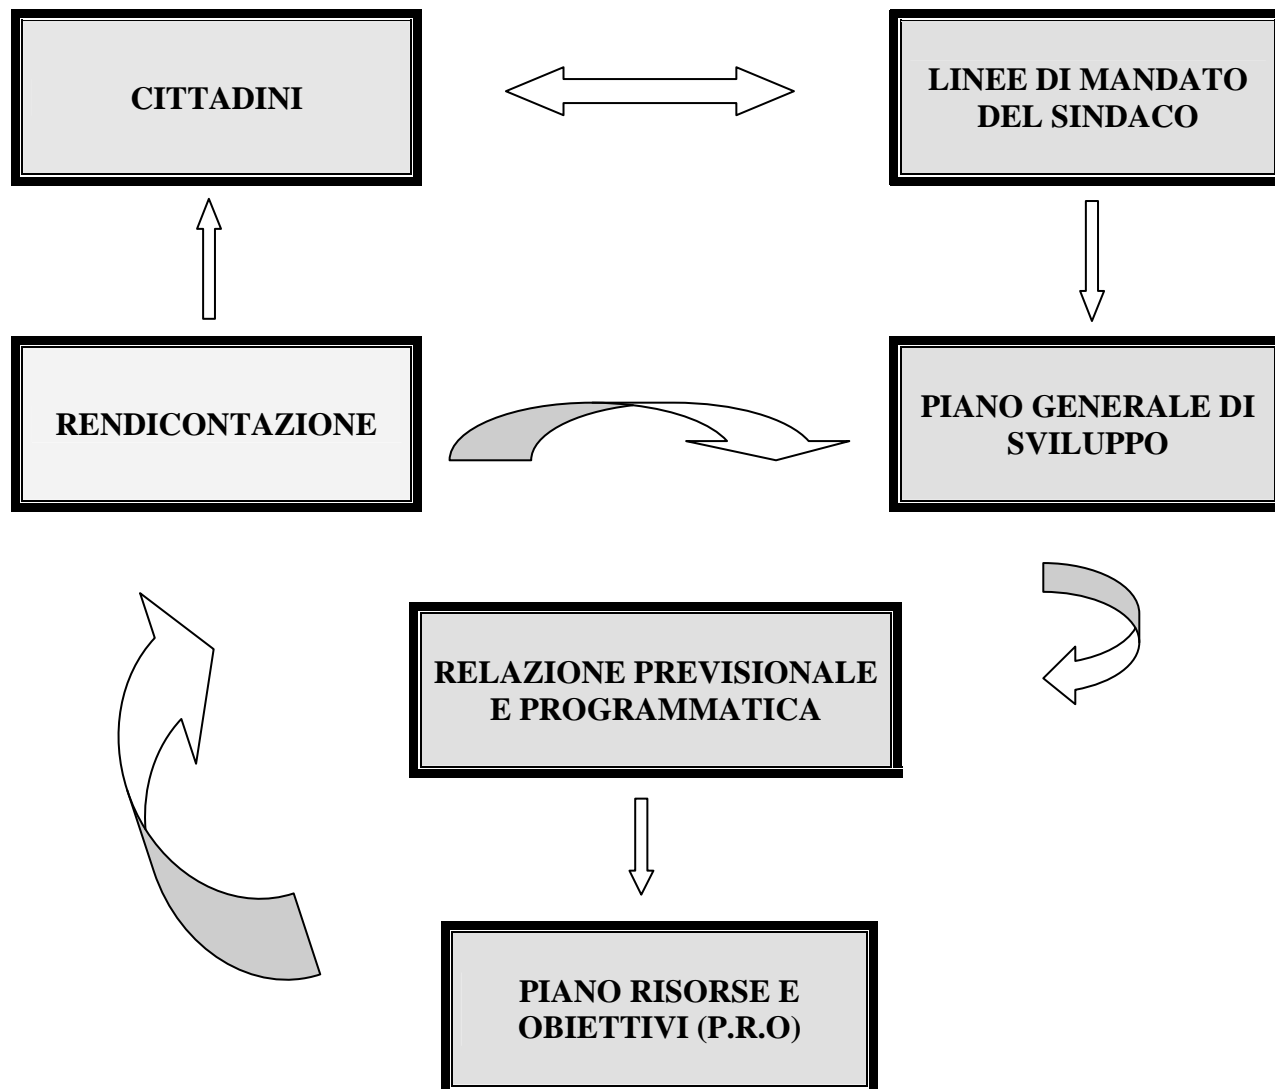 CITTADINI
LINEE DI MANDATO
DEL SINDACO
RENDICONTAZIONE
PIANO GENERALE DI
SVILUPPO
RELAZIONE PREVISIONALE
E PROGRAMMATICA
PIANO RISORSE E
OBIETTIVI (P.R.O)